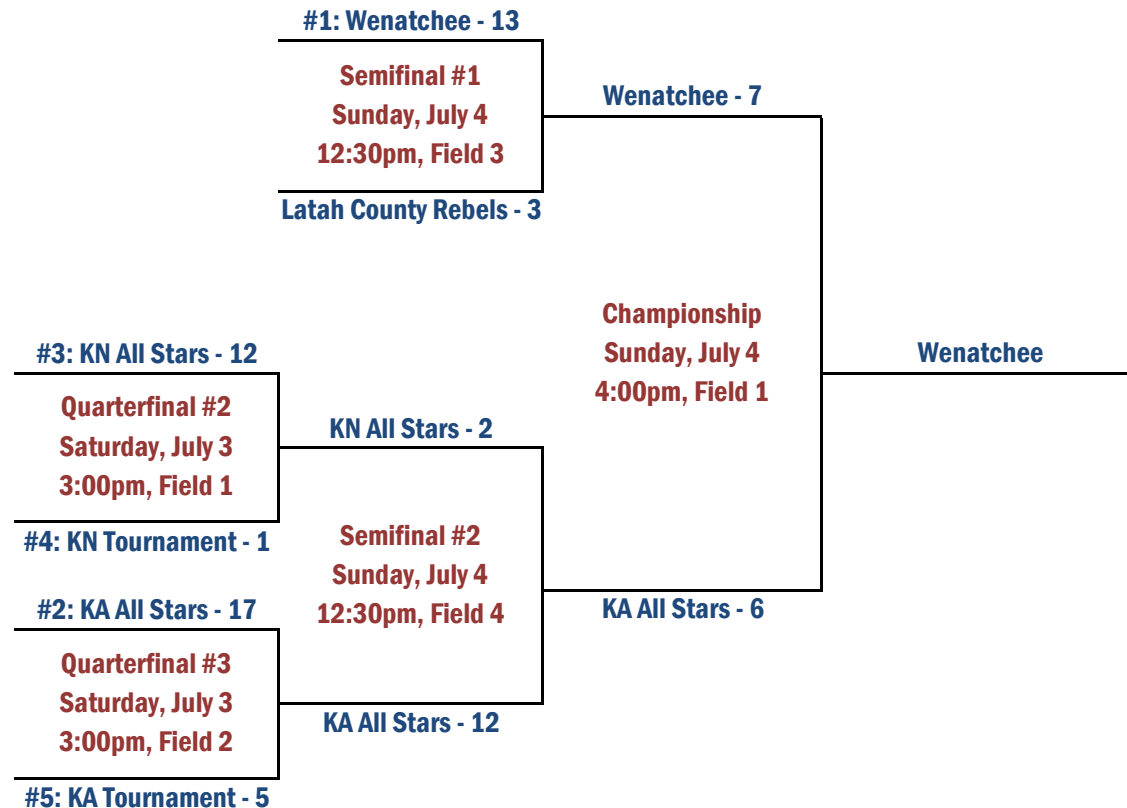 #1: Wenatchee - 13
Semifinal #1
Sunday, July 4
12:30pm, Field 3
Latah County Rebels - 3
Wenatchee - 7
Championship
Sunday, July 4
4:00pm, Field 1
Wenatchee
#3: KN All Stars - 12
Quarterfinal #2
Saturday, July 3
3:00pm, Field 1
#4: KN Tournament - 1
KN All Stars - 2
Semifinal #2
Sunday, July 4
12:30pm, Field 4
KA All Stars - 6
#2: KA All Stars - 17
Quarterfinal #3
Saturday, July 3
3:00pm, Field 2
#5: KA Tournament - 5
KA All Stars - 12